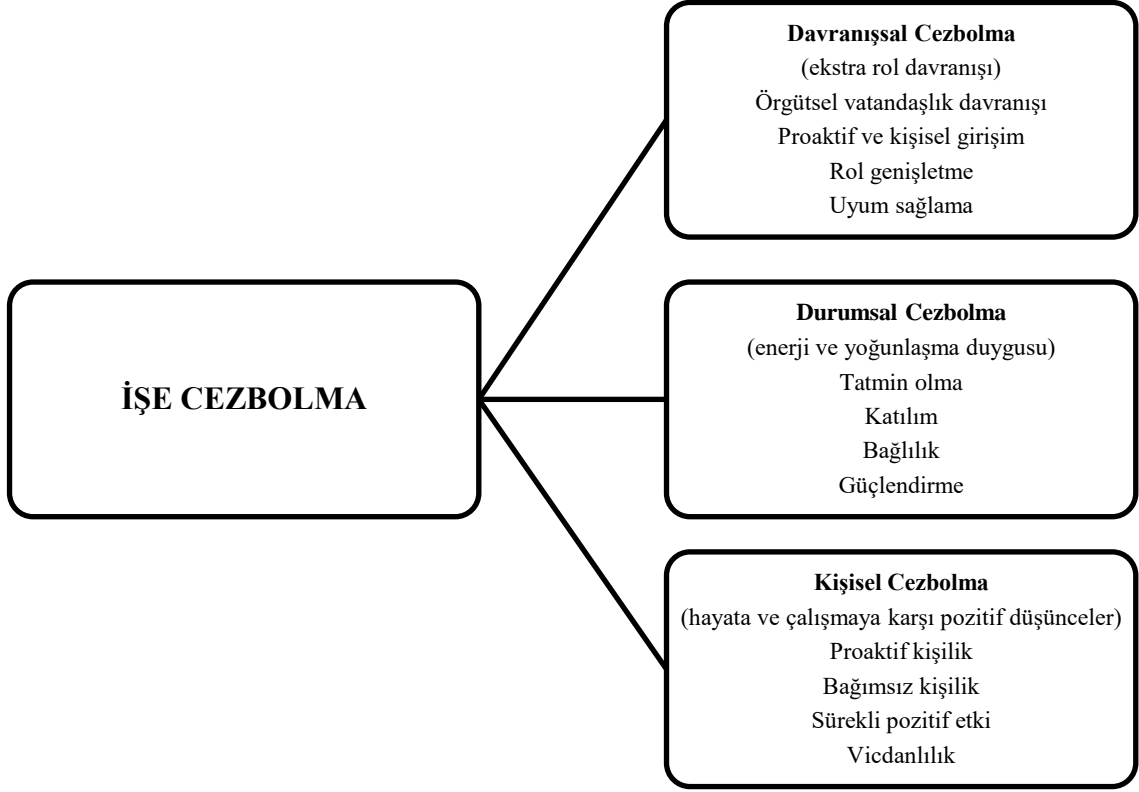 Davranışsal Cezbolma
(ekstra rol davranışı)
Örgütsel vatandaşlık davranışı
Proaktif ve kişisel girişim
Rol genişletme
Uyum sağlama
İŞE CEZBOLMA
Durumsal Cezbolma
(enerji ve yoğunlaşma duygusu)
Tatmin olma
Katılım
Bağlılık
Güçlendirme
Kişisel Cezbolma
(hayata ve çalışmaya karşı pozitif düşünceler)
Proaktif kişilik
Bağımsız kişilik
Sürekli pozitif etki
Vicdanlılık